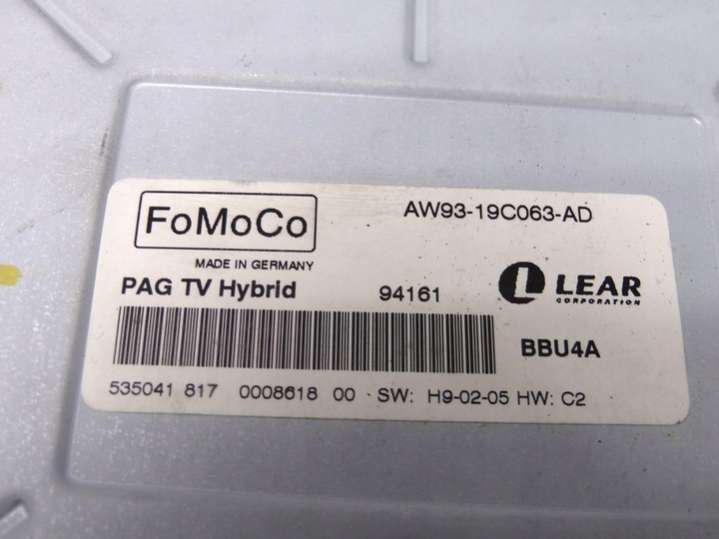 FoMoCo
AW93-19C063-AD
MADE IN GERMANY
PAG TV Hybrid 94161
LEAR
CORPORATION
BBU4A
535041 817 0008618 00 SW: H9-02-05 HW: C2